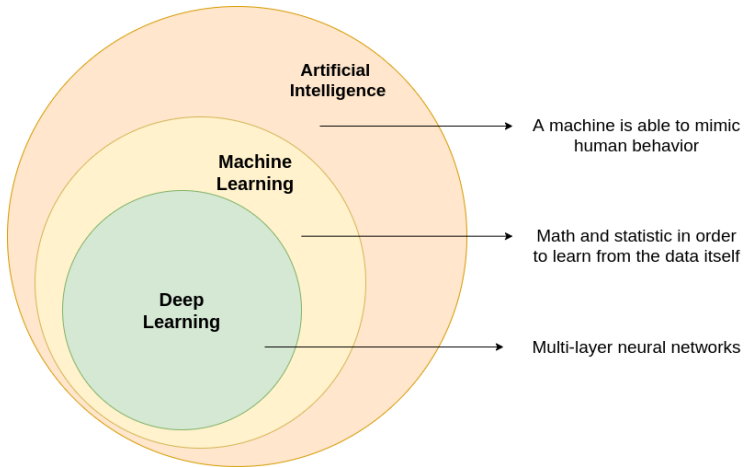 Artificial
Intelligence
A machine is able to mimic
human behavior
Machine
Learning
Math and statistic in order
to learn from the data itself
Deep
Learning
Multi-layer neural networks